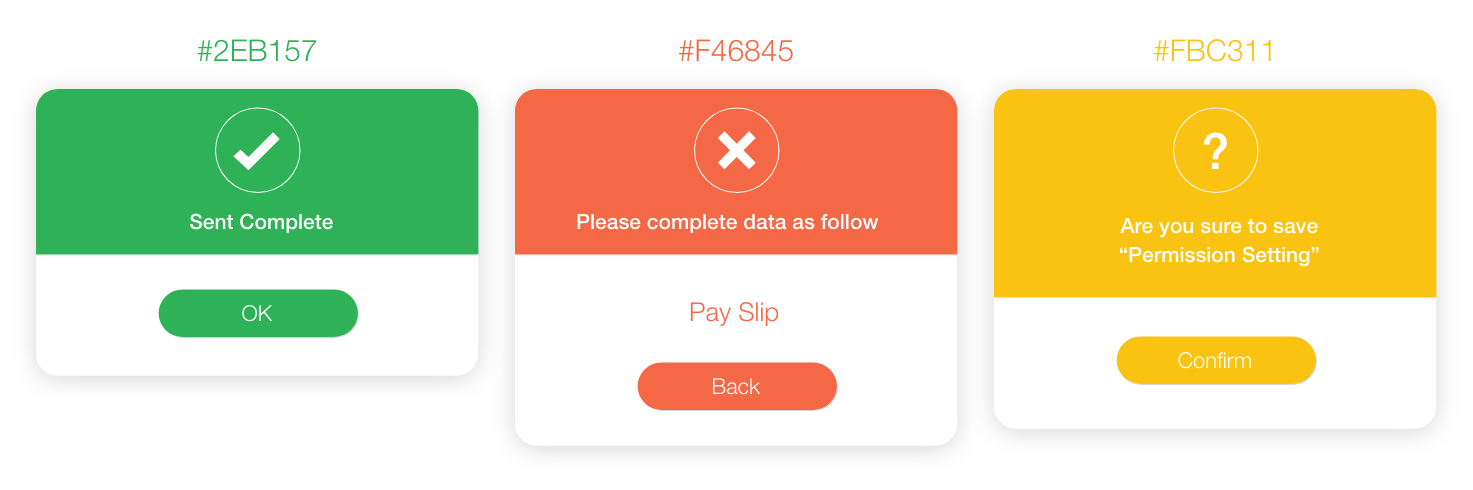 #2EB157
Sent Complete
OK
#F46845
Please complete data as follow
Pay Slip
Back
#FBC311
?
Are you sure to save
“Permission Setting”
Confirm